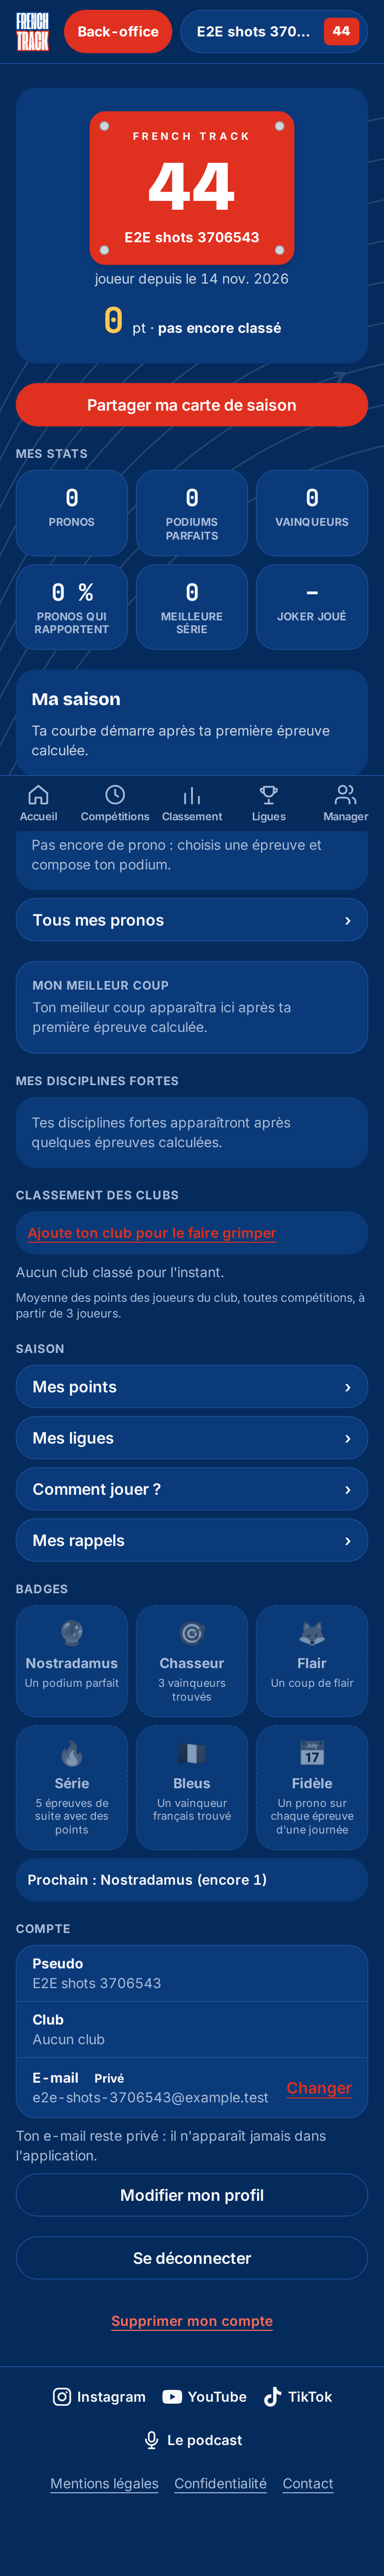 FRENCH
TRACK
Back-office
E2E shots 370...
44
FRENCH TRACK
44
E2E shots 3706543
joueur depuis le 14 nov. 2026
0 pt · pas encore classé
Partager ma carte de saison
MES STATS
0
PRONOS
0
PODIUMS
PARFAITS
0
VAINQUEURS
0 %
PRONOS QUI
RAPPORTENT
0
MEILLEURE
SÉRIE
–
JOKER JOUÉ
Ma saison
Ta courbe démarre après ta première épreuve
calculée.
Accueil
Compétitions
Classement
Ligues
Manager
Pas encore de prono : choisis une épreuve et
compose ton podium.
Tous mes pronos ›
MON MEILLEUR COUP
Ton meilleur coup apparaîtra ici après ta
première épreuve calculée.
MES DISCIPLINES FORTES
Tes disciplines fortes apparaîtront après
quelques épreuves calculées.
CLASSEMENT DES CLUBS
Ajoute ton club pour le faire grimper
Aucun club classé pour l'instant.
Moyenne des points des joueurs du club, toutes compétitions, à
partir de 3 joueurs.
SAISON
Mes points ›
Mes ligues ›
Comment jouer ? ›
Mes rappels ›
BADGES
Nostradamus
Un podium parfait
Chasseur
3 vainqueurs
trouvés
Flair
Un coup de flair
Série
5 épreuves de
suite avec des
points
Bleus
Un vainqueur
français trouvé
July
17
Fidèle
Un prono sur
chaque épreuve
d'une journée
Prochain : Nostradamus (encore 1)
COMPTE
Pseudo
E2E shots 3706543
Club
Aucun club
E-mail Privé
e2e-shots-3706543@example.test
Changer
Ton e-mail reste privé : il n'apparaît jamais dans
l'application.
Modifier mon profil
Se déconnecter
Supprimer mon compte
Instagram
YouTube
TikTok
Le podcast
Mentions légales
Confidentialité
Contact